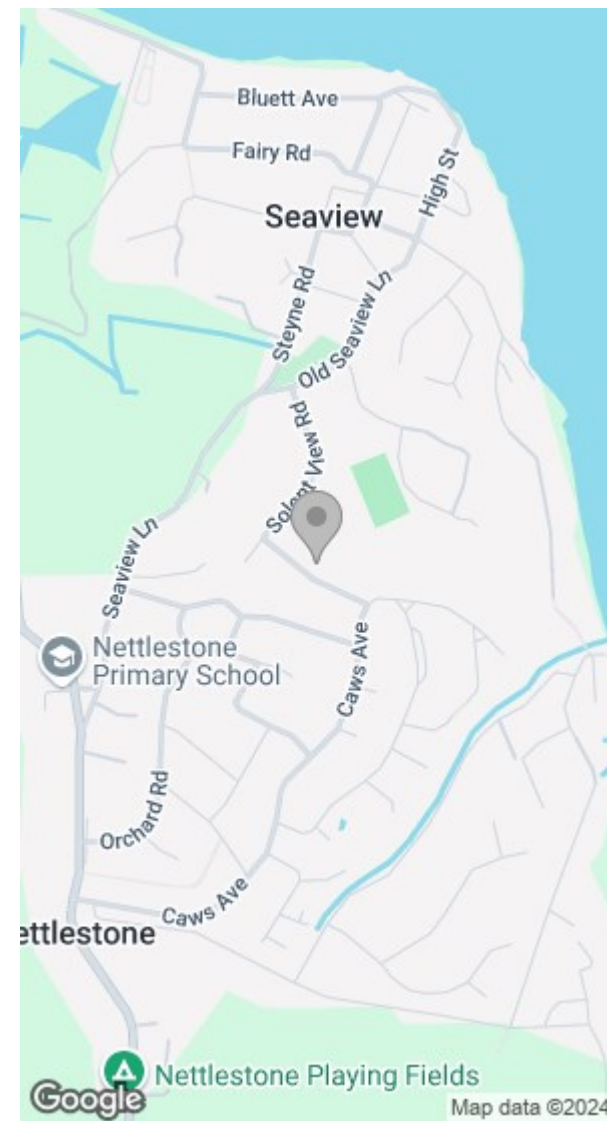 Bluett Ave
Fairy Rd
High St
Seaview
Steyne Rd
Old Seaview Ln
Solent View Rd
Seaview Ln
Nettlestone
Primary School
Caws Ave
Orchard Rd
Caws Ave
ettlestone
Nettlestone Playing Fields
Google
Map data ©2024